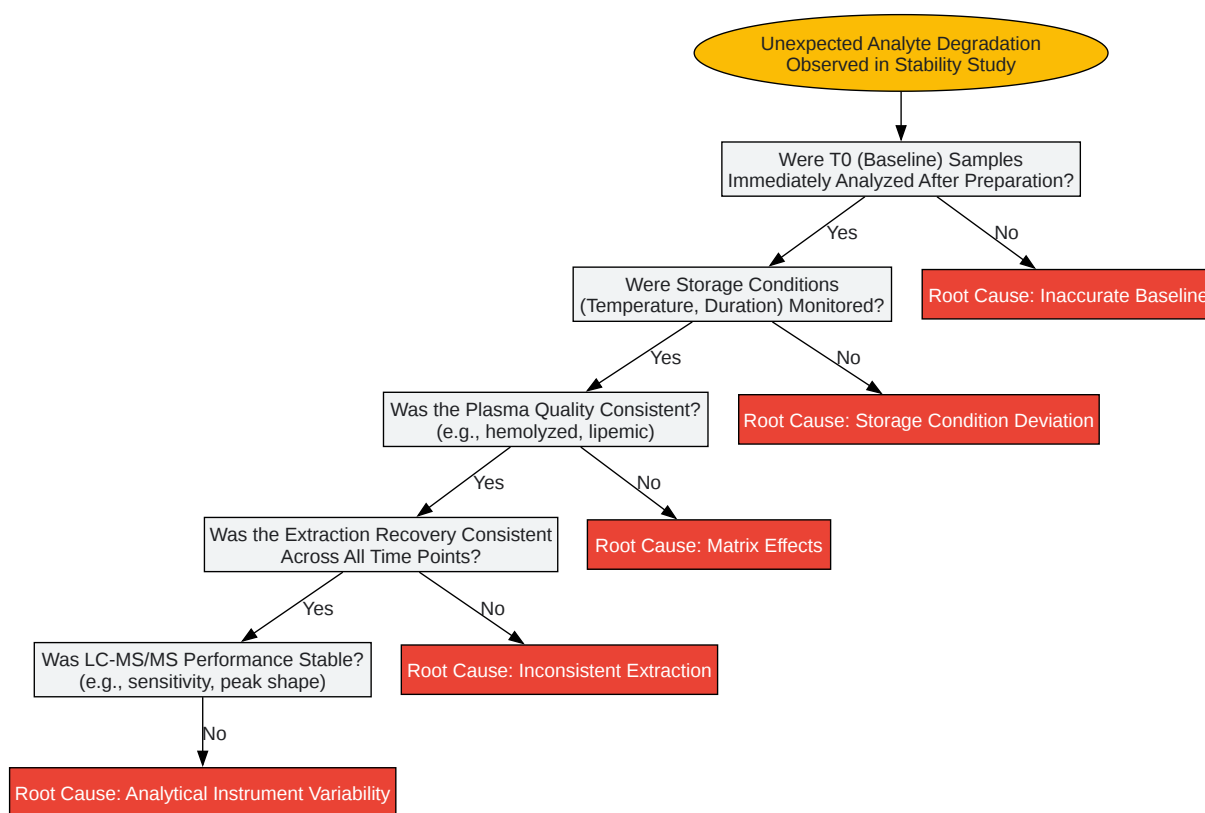 Unexpected Analyte Degradation
Observed in Stability Study
Were T0 (Baseline) Samples
Immediately Analyzed After Preparation?
Yes
No
Were Storage Conditions
(Temperature, Duration) Monitored?
Root Cause: Inaccurate Baseline
Yes
No
Was the Plasma Quality Consistent?
(e.g., hemolyzed, lipemic)
Root Cause: Storage Condition Deviation
Yes
No
Was the Extraction Recovery Consistent
Across All Time Points?
Root Cause: Matrix Effects
Yes
No
Was LC-MS/MS Performance Stable?
(e.g., sensitivity, peak shape)
Root Cause: Inconsistent Extraction
No
Root Cause: Analytical Instrument Variability